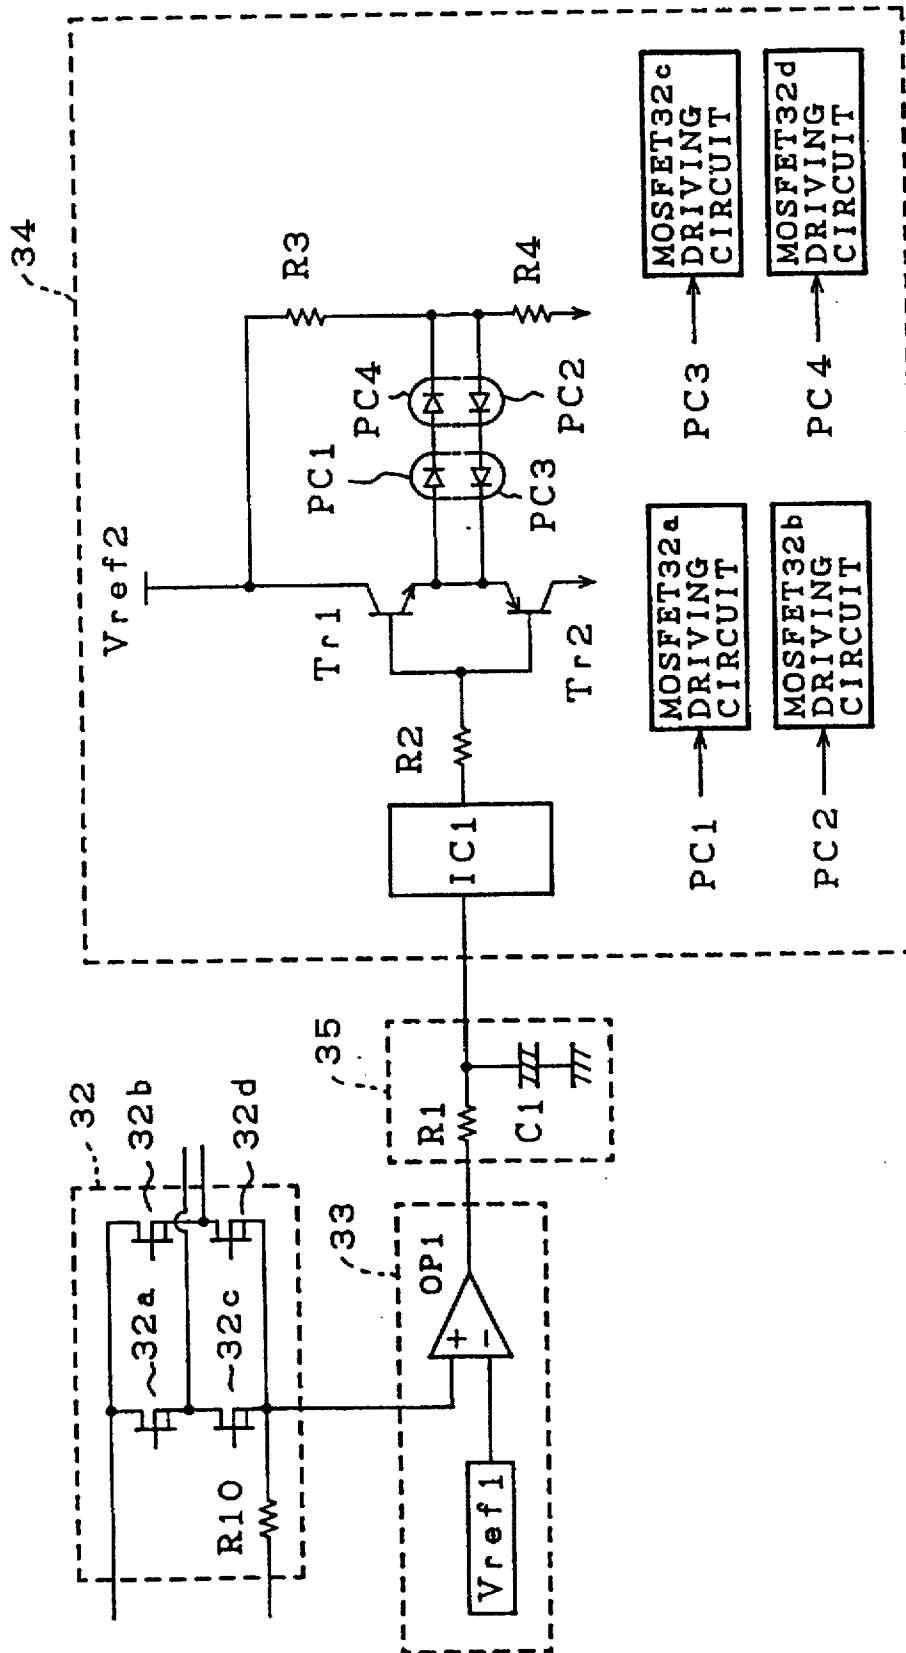 32
32a
32b
32c
32d
R10
33
OP1
+
−
Vref1
35
R1
C1
34
IC1
R2
Vref2
Tr1
Tr2
PC1
PC4
PC3
PC2
R3
R4
PC1
MOSFET32a
DRIVING
CIRCUIT
PC2
MOSFET32b
DRIVING
CIRCUIT
PC3
MOSFET32c
DRIVING
CIRCUIT
PC4
MOSFET32d
DRIVING
CIRCUIT